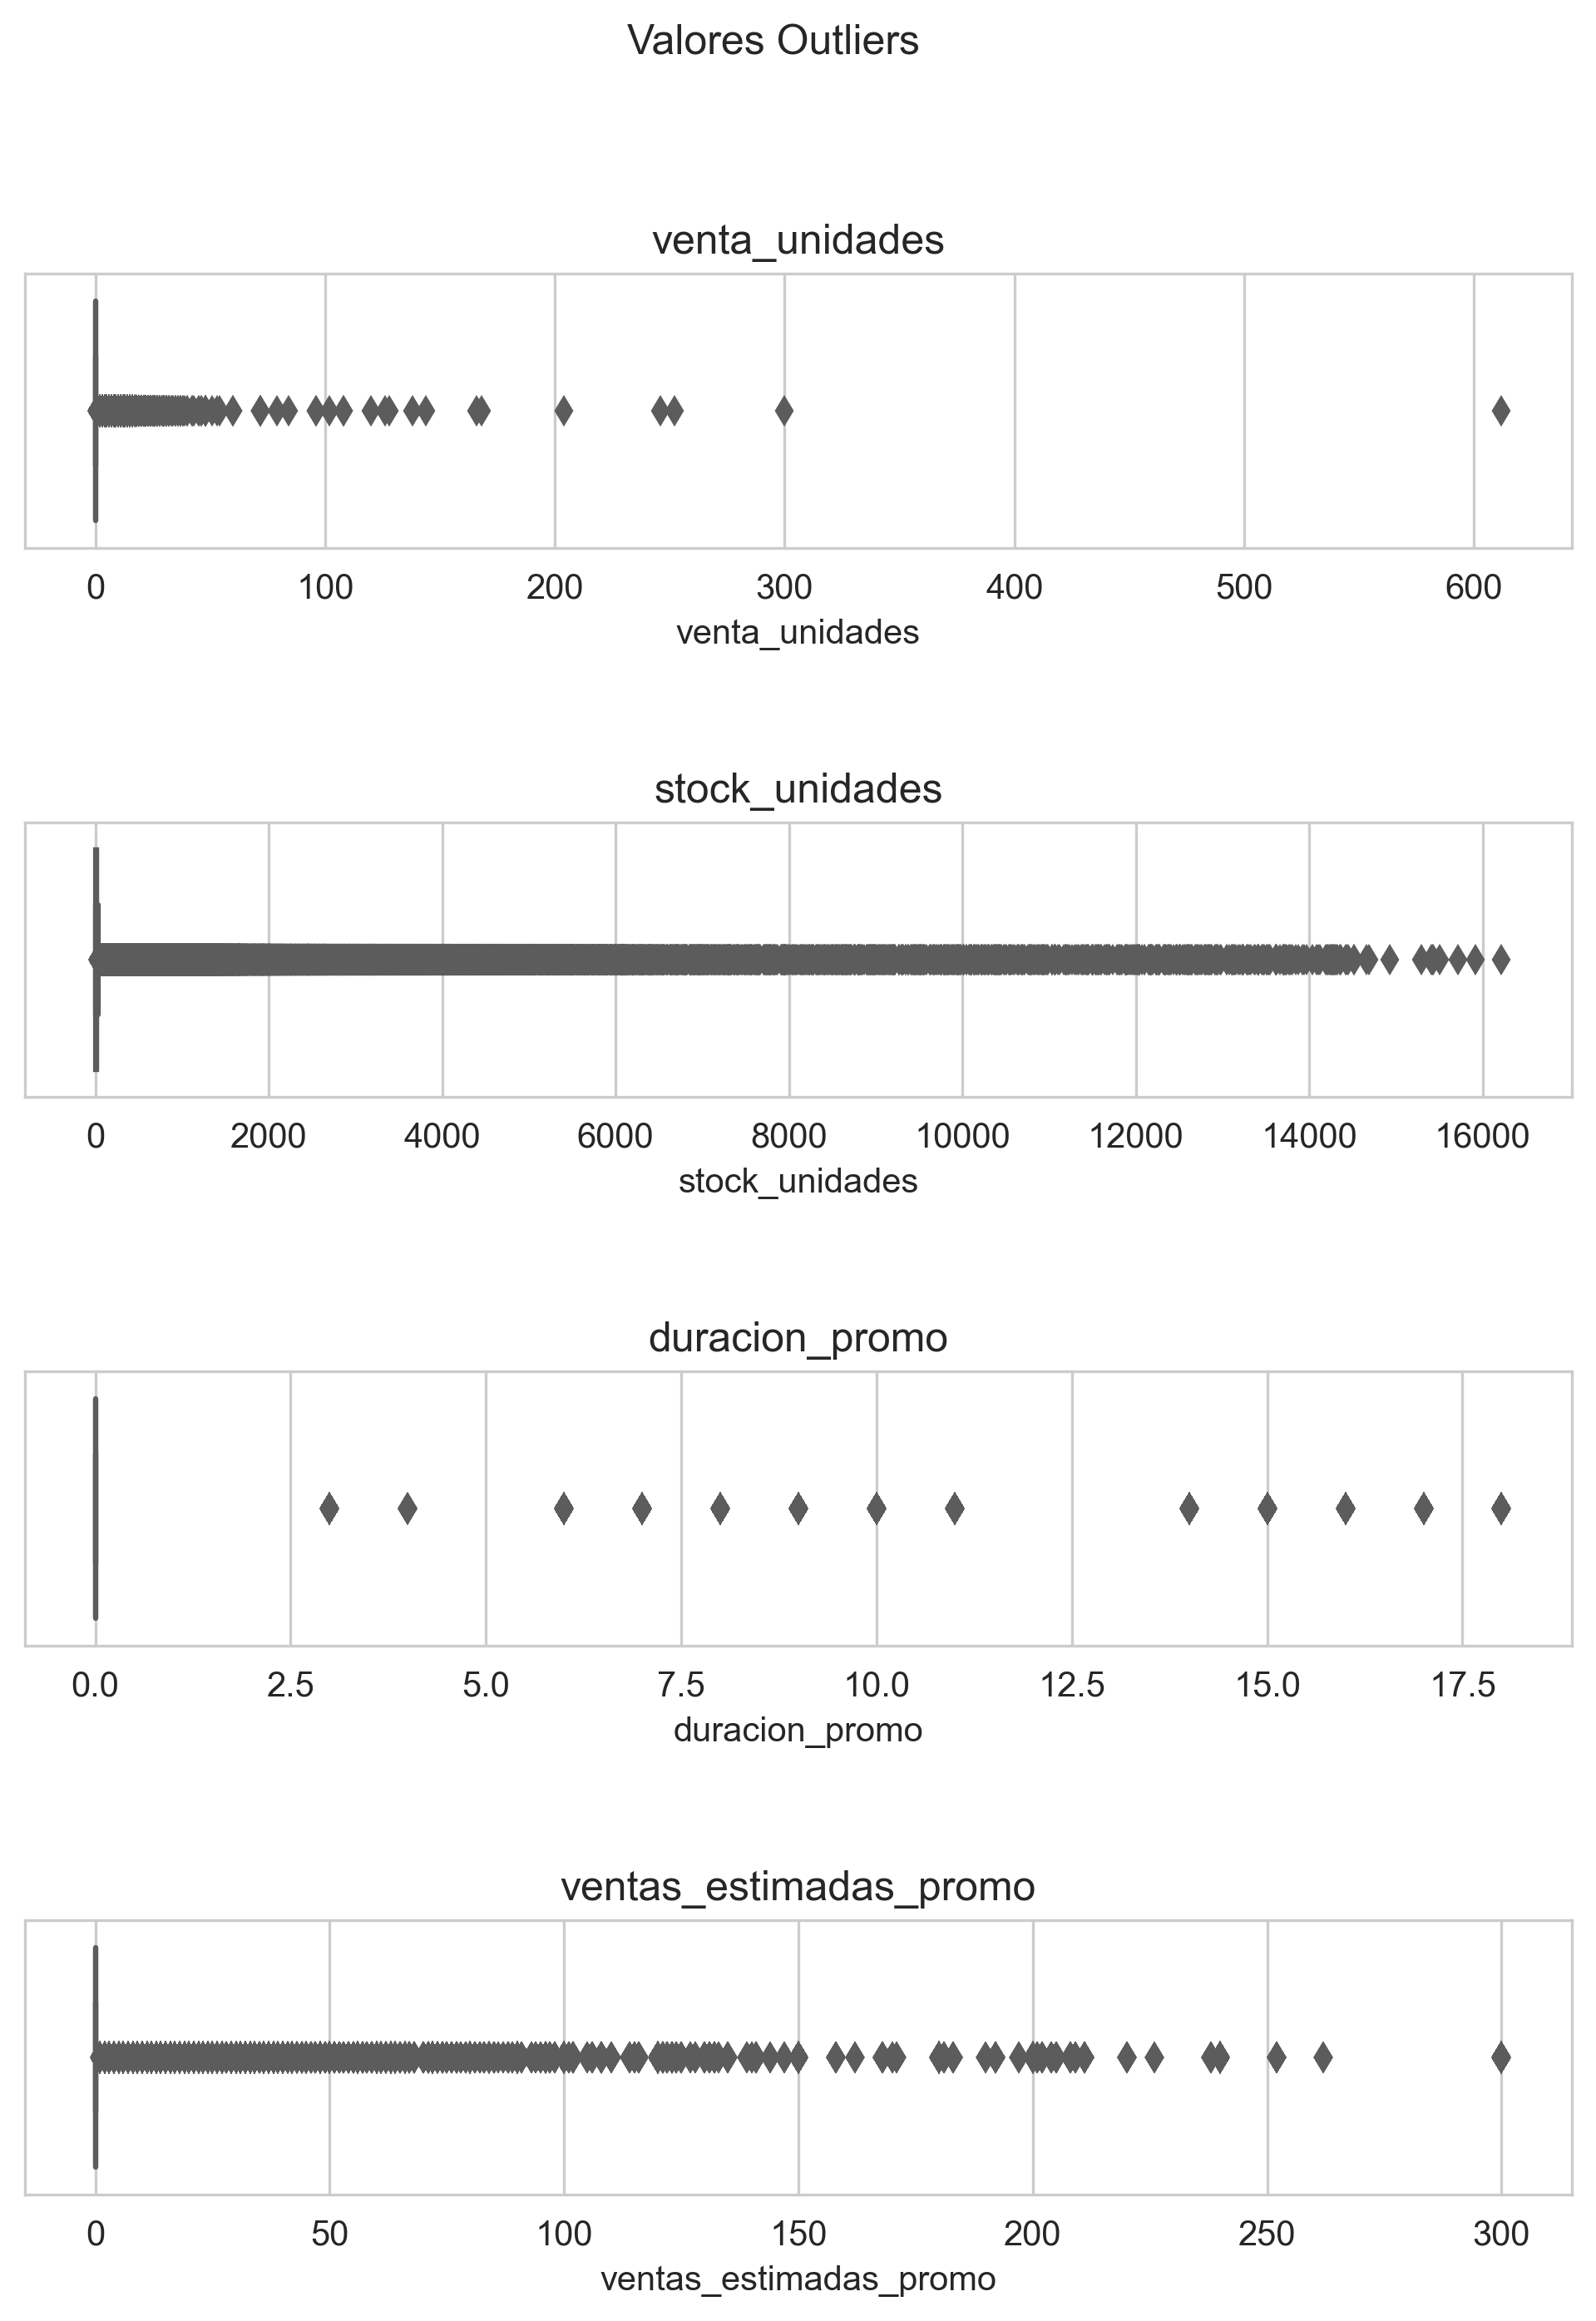 Valores Outliers
venta_unidades
0 100 200 300 400 500 600
venta_unidades
stock_unidades
0 2000 4000 6000 8000 10000 12000 14000 16000
stock_unidades
duracion_promo
0.0 2.5 5.0 7.5 10.0 12.5 15.0 17.5
duracion_promo
ventas_estimadas_promo
0 50 100 150 200 250 300
ventas_estimadas_promo